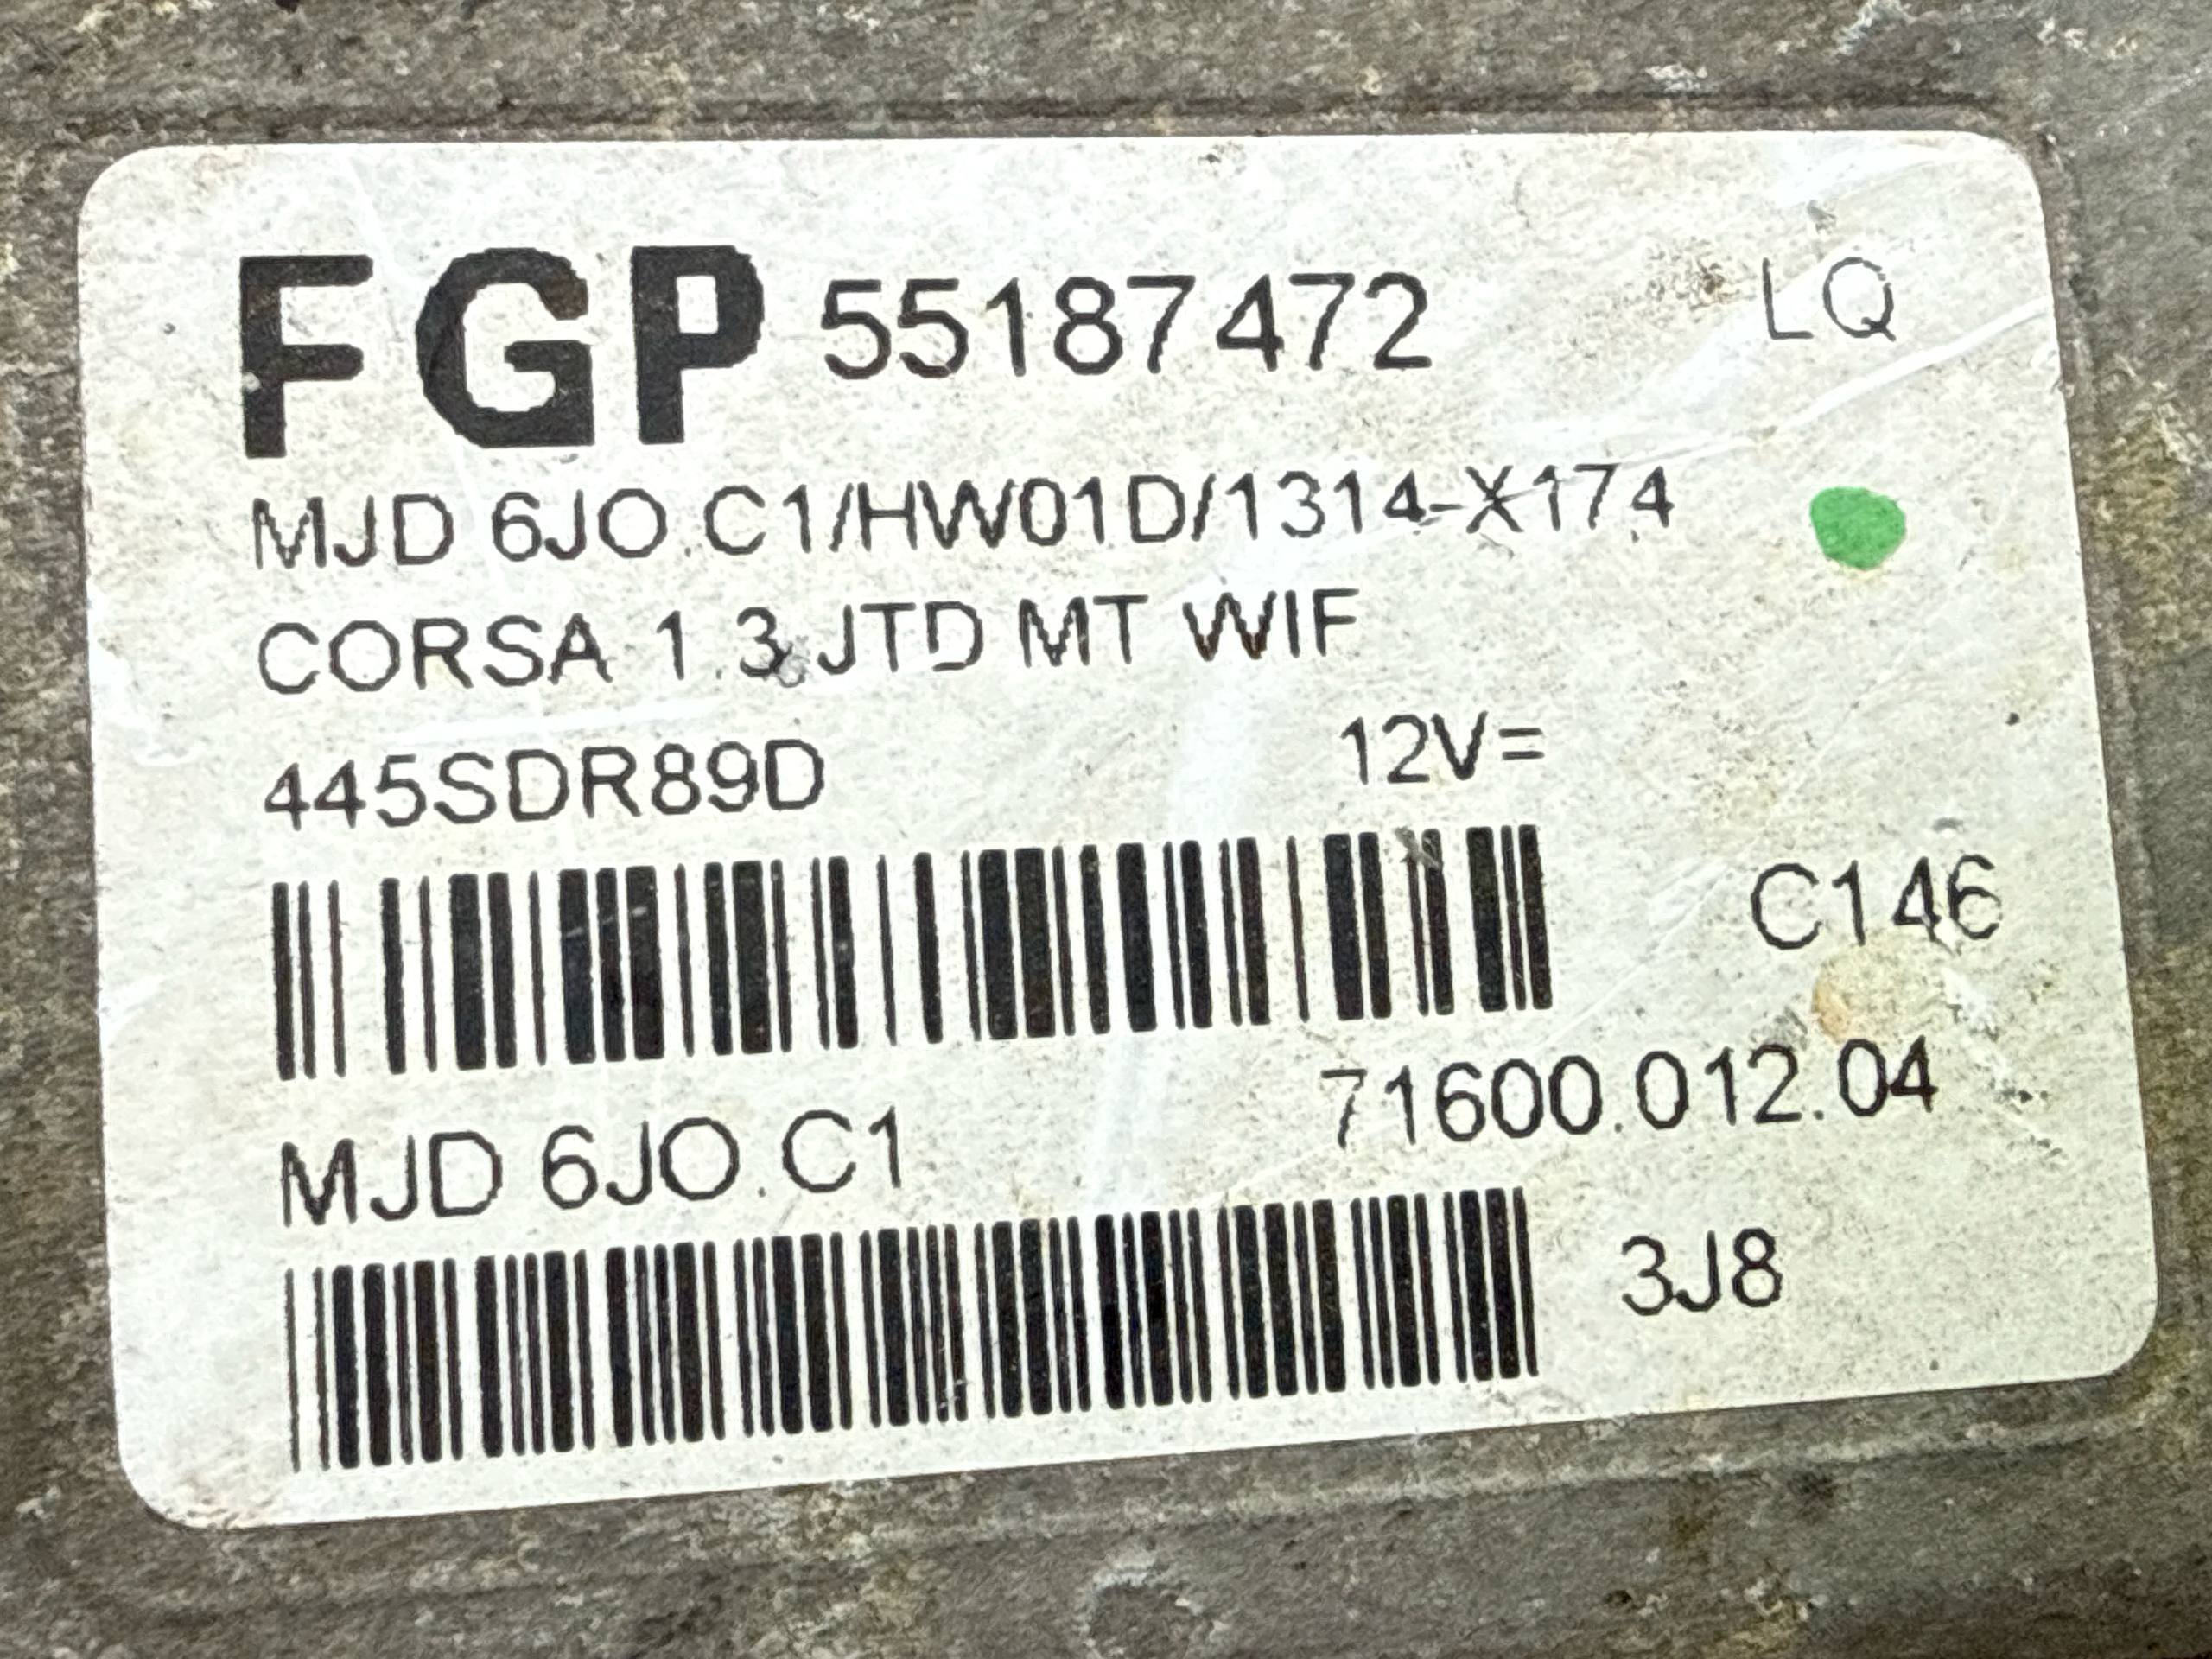 FGP 55187472 LQ
MJD 6JO.C1/HW01D/1314-X174
CORSA 1.3 JTD MT WIF
445SDR89D 12V=
C146
MJD 6JO.C1 71600.012.04
3J8